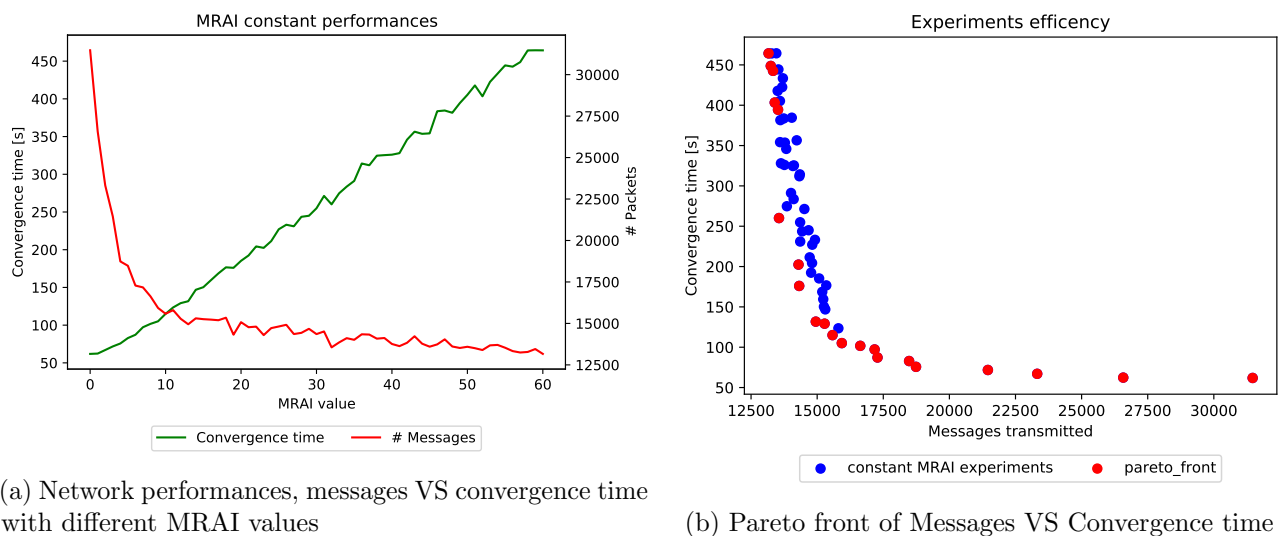 MRAI constant performances
450
400
350
300
250
200
150
100
50
Convergence time [s]
30000
27500
25000
22500
20000
17500
15000
12500
# Packets
0 10 20 30 40 50 60
MRAI value
Convergence time # Messages
(a) Network performances, messages VS convergence time
with different MRAI values
Experiments efficency
450
400
350
300
250
200
150
100
50
Convergence time [s]
12500 15000 17500 20000 22500 25000 27500 30000
Messages transmitted
constant MRAI experiments pareto_front
(b) Pareto front of Messages VS Convergence time